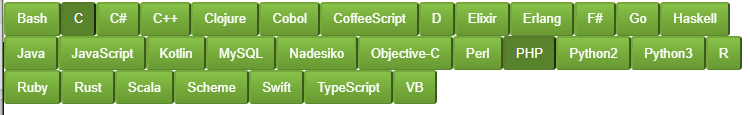 Bash C C# C++ Clojure Cobol CoffeeScript D Elixir Erlang F# Go Haskell
Java JavaScript Kotlin MySQL Nadesiko Objective-C Perl PHP Python2 Python3 R
Ruby Rust Scala Scheme Swift TypeScript VB